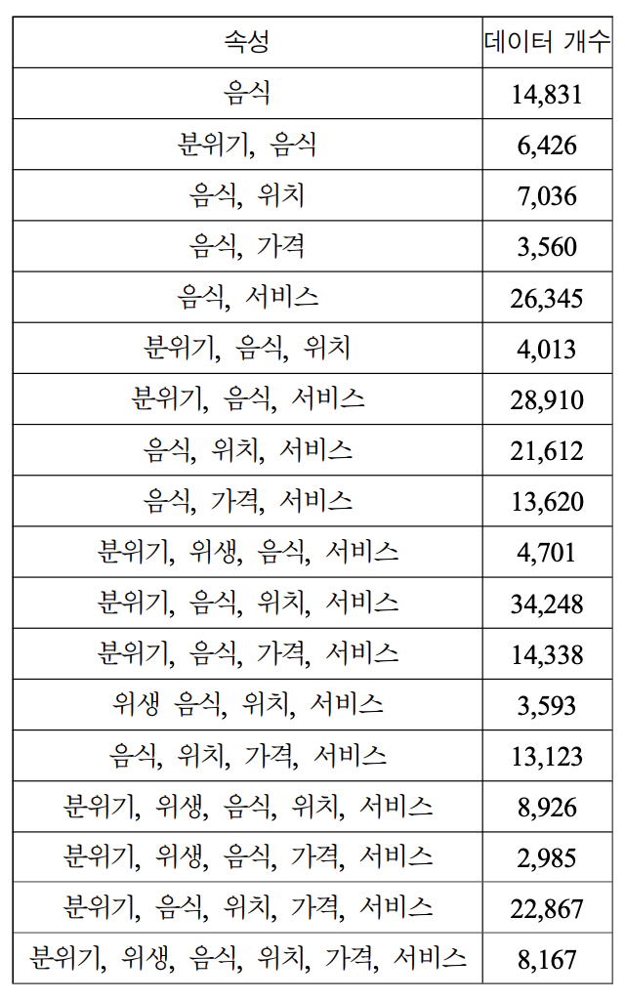 속성 데이터 개수
음식 14,831
분위기, 음식 6,426
음식, 위치 7,036
음식, 가격 3,560
음식, 서비스 26,345
분위기, 음식, 위치 4,013
분위기, 음식, 서비스 28,910
음식, 위치, 서비스 21,612
음식, 가격, 서비스 13,620
분위기, 위생, 음식, 서비스 4,701
분위기, 음식, 위치, 서비스 34,248
분위기, 음식, 가격, 서비스 14,338
위생 음식, 위치, 서비스 3,593
음식, 위치, 가격, 서비스 13,123
분위기, 위생, 음식, 위치, 서비스 8,926
분위기, 위생, 음식, 가격, 서비스 2,985
분위기, 음식, 위치, 가격, 서비스 22,867
분위기, 위생, 음식, 위치, 가격, 서비스 8,167